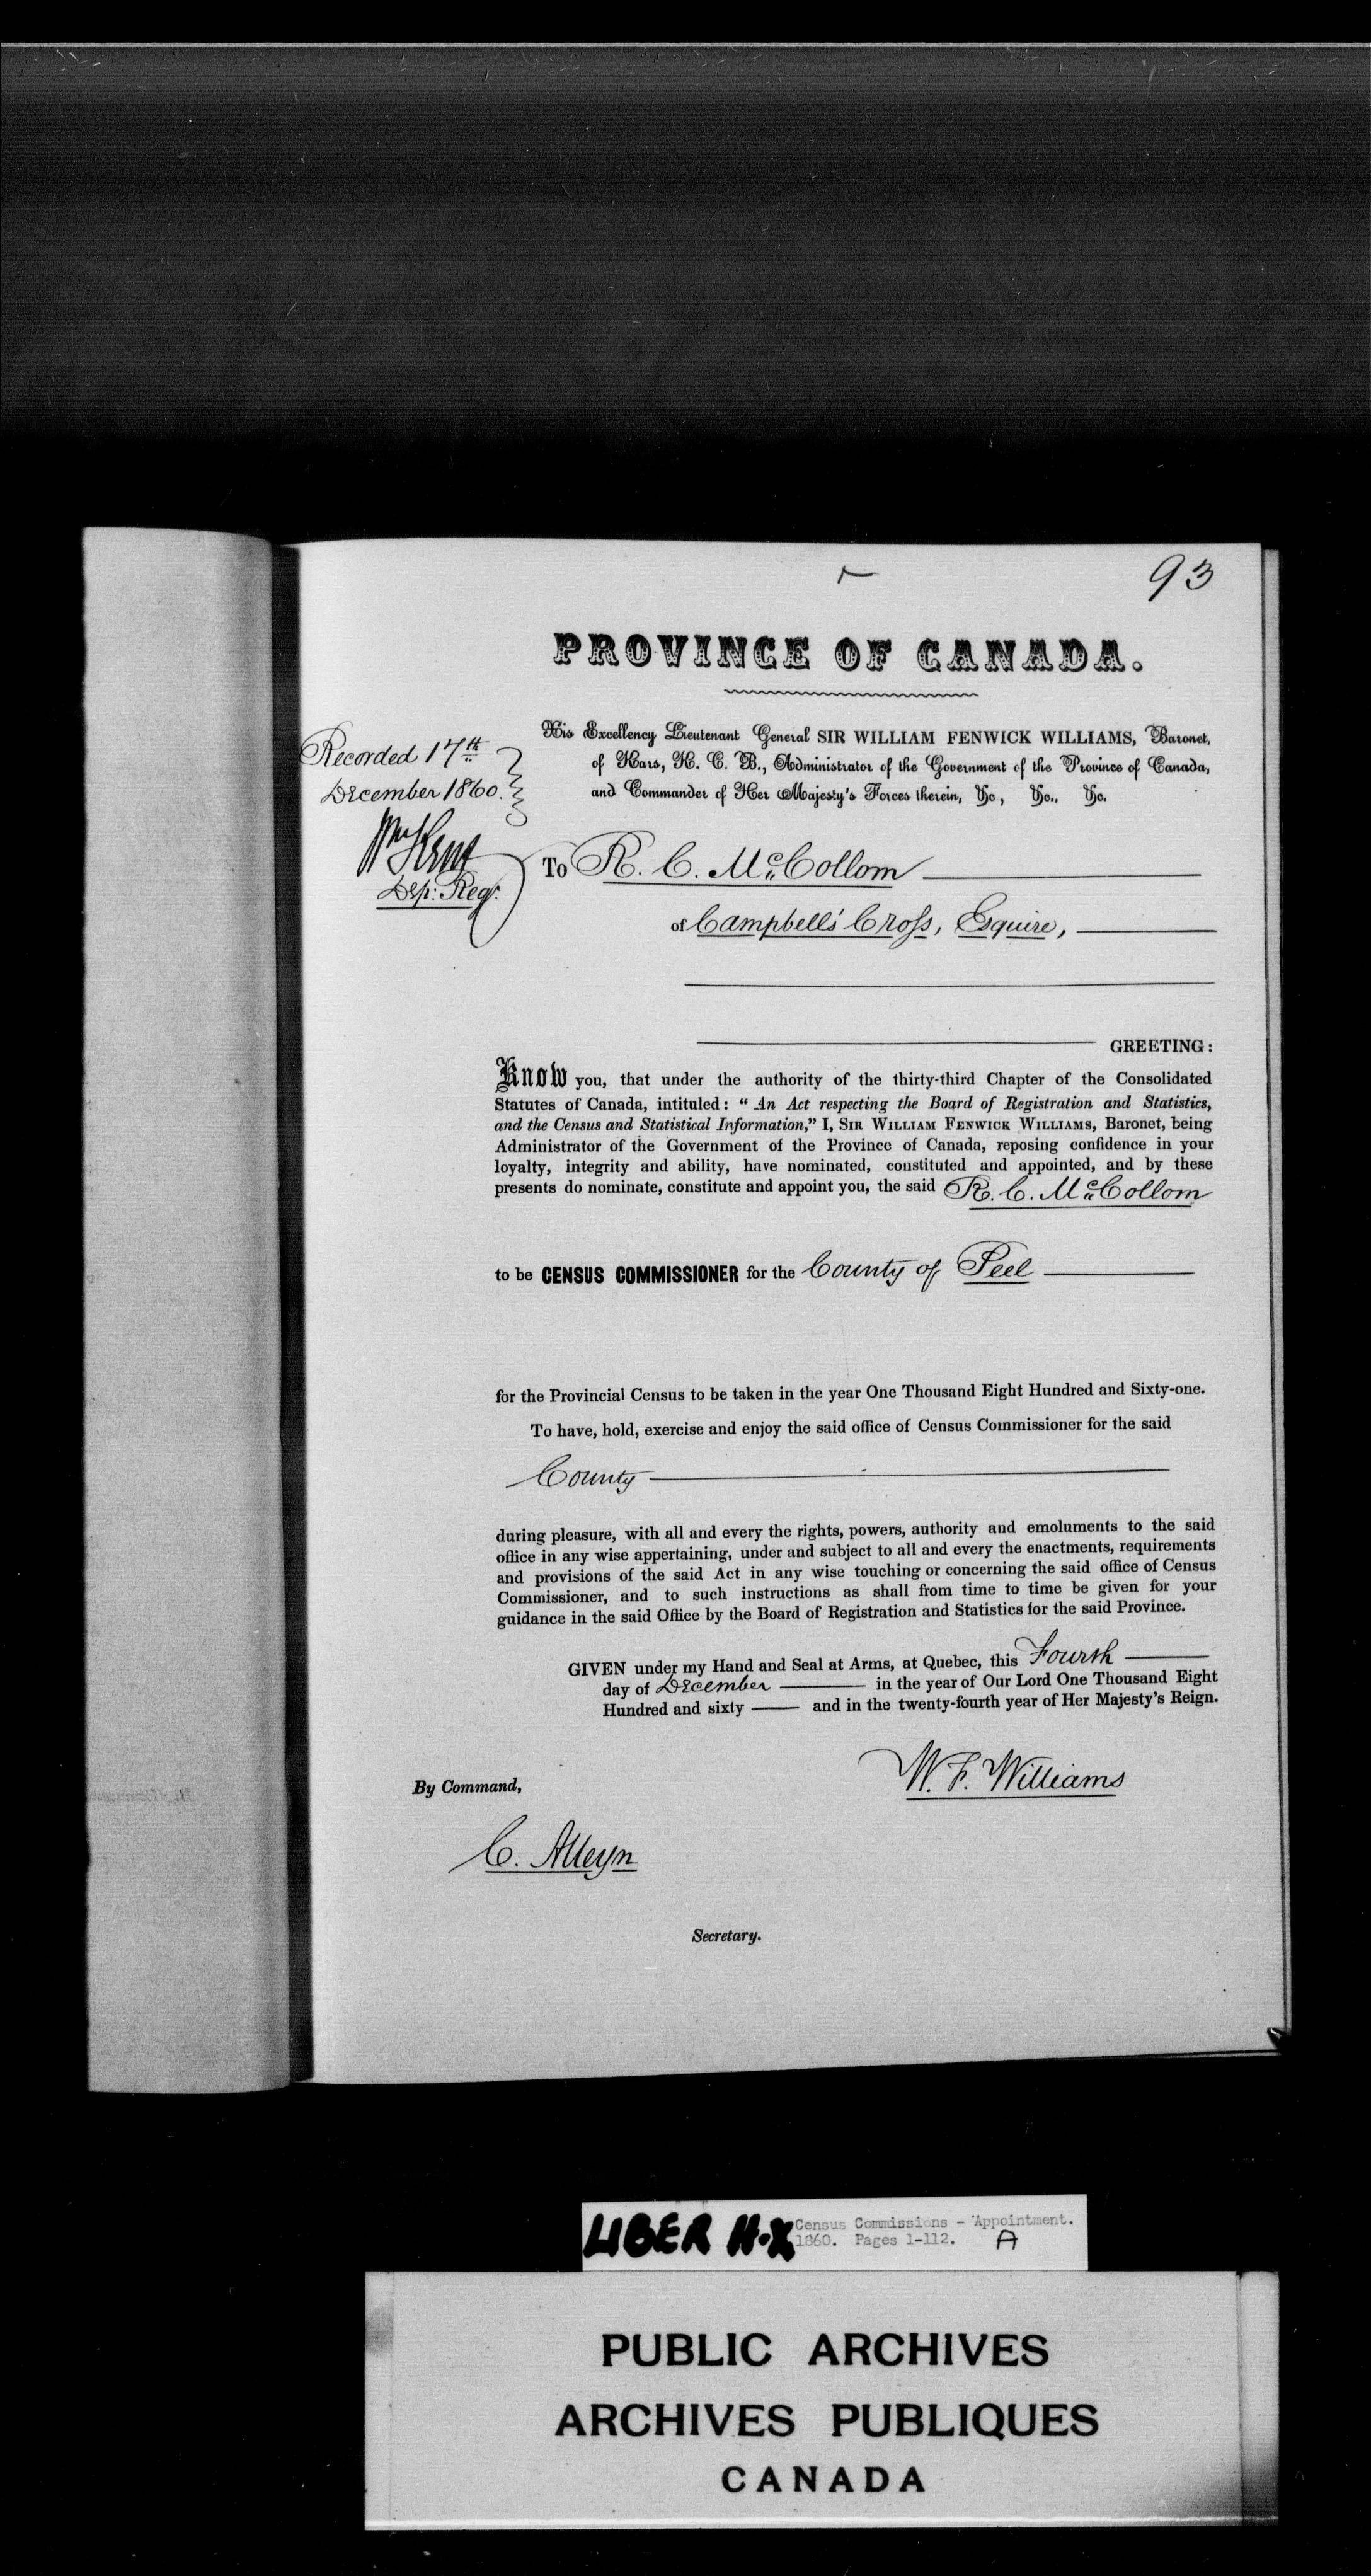 93
PROVINCE OF CANADA.
His Excellency Lieutenant General SIR WILLIAM FENWICK WILLIAMS, Baronet,
of Kars, K. C. B., Administrator of the Government of the Province of Canada,
and Commander of Her Majesty's Forces therein, &c, &c., &c.
Recorded 17th
December 1860.
Wm Kent
Dep: Regr.
To R. C. McCollom
of Campbell's Cross, Esquire,
GREETING:
Know you, that under the authority of the thirty-third Chapter of the Consolidated
Statutes of Canada, intituled: “ An Act respecting the Board of Registration and Statistics,
and the Census and Statistical Information,” I, SIR WILLIAM FENWICK WILLIAMS, Baronet, being
Administrator of the Government of the Province of Canada, reposing confidence in your
loyalty, integrity and ability, have nominated, constituted and appointed, and by these
presents do nominate, constitute and appoint you, the said R. C. McCollom
to be CENSUS COMMISSIONER for the County of Peel
for the Provincial Census to be taken in the year One Thousand Eight Hundred and Sixty-one.
To have, hold, exercise and enjoy the said office of Census Commissioner for the said
County
during pleasure, with all and every the rights, powers, authority and emoluments to the said
office in any wise appertaining, under and subject to all and every the enactments, requirements
and provisions of the said Act in any wise touching or concerning the said office of Census
Commissioner, and to such instructions as shall from time to time be given for your
guidance in the said Office by the Board of Registration and Statistics for the said Province.
GIVEN under my Hand and Seal at Arms, at Quebec, this Fourth
day of December in the year of Our Lord One Thousand Eight
Hundred and sixty and in the twenty-fourth year of Her Majesty's Reign.
W. F. Williams
By Command,
C. Alleyn
Secretary.
LIBER H-X Census Commissions - Appointment.
1860. Pages 1-112. A
PUBLIC ARCHIVES
ARCHIVES PUBLIQUES
CANADA